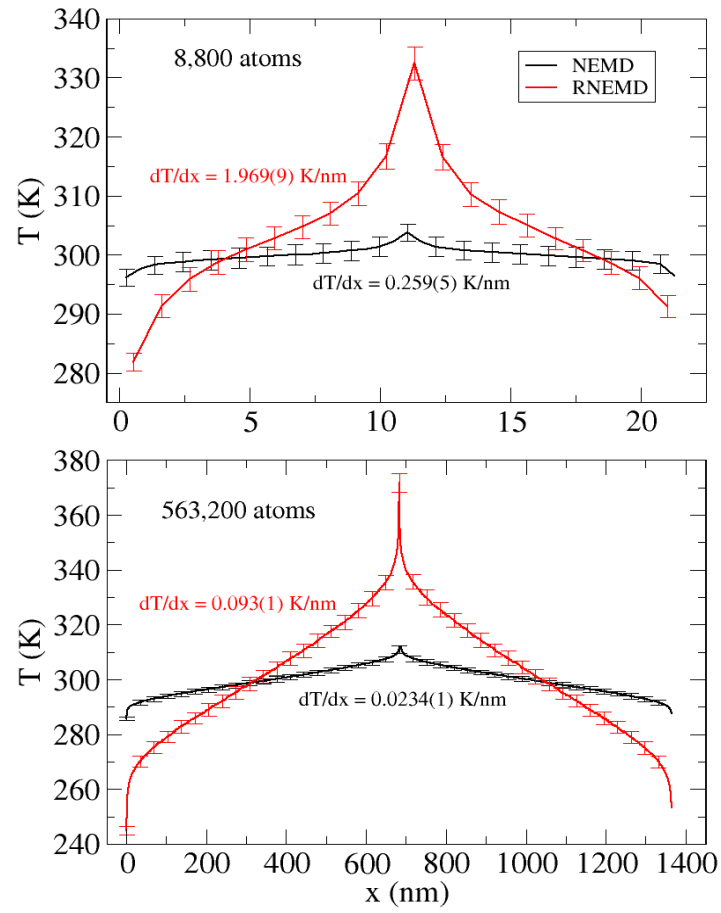 340
8,800 atoms
NEMD
RNEMD
330
320
dT/dx = 1.969(9) K/nm
310
T (K)
300
dT/dx = 0.259(5) K/nm
290
280
0 5 10 15 20
380
563,200 atoms
360
340
dT/dx = 0.093(1) K/nm
320
T (K)
300
dT/dx = 0.0234(1) K/nm
280
260
240
0 200 400 600 800 1000 1200 1400
x (nm)